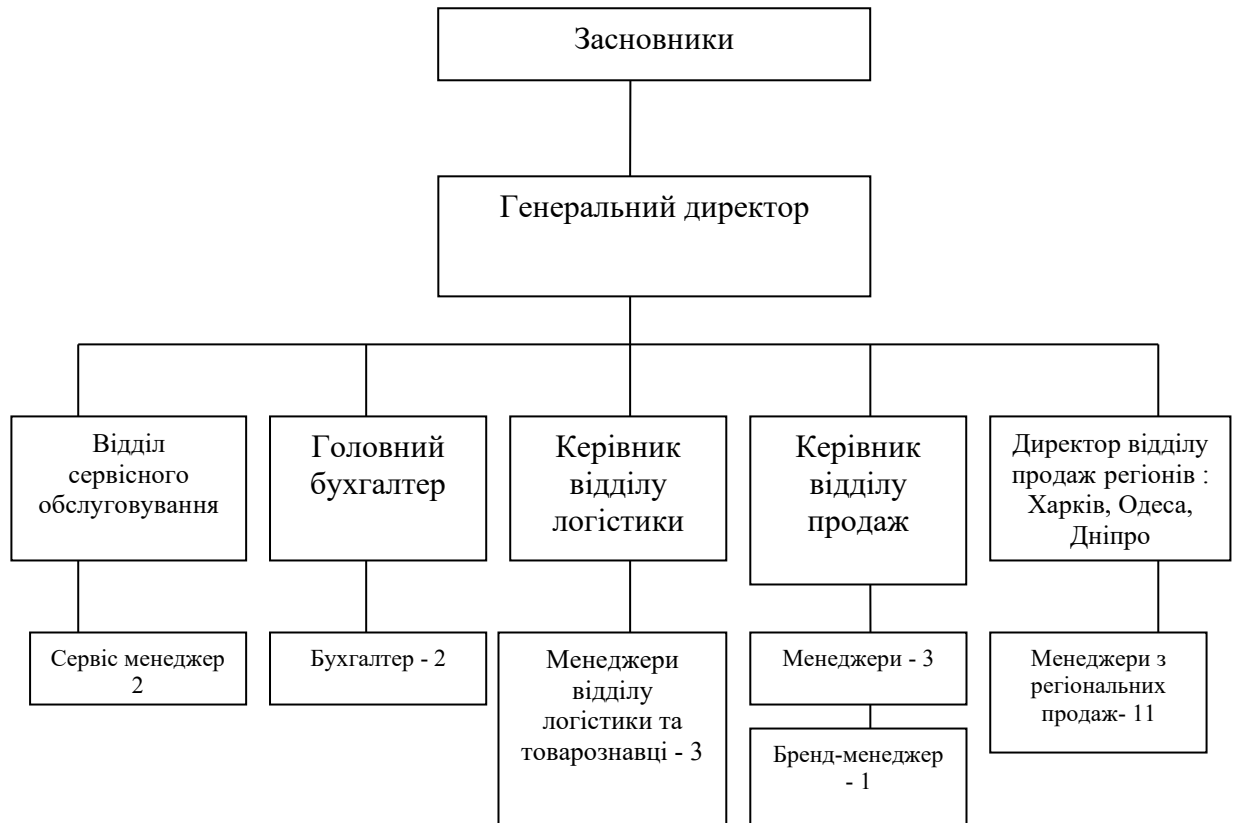 Засновники
Генеральний директор
Відділ
сервісного
обслуговування
Головний
бухгалтер
Керівник
відділу
логістики
Керівник
відділу
продаж
Директор відділу
продаж регіонів :
Харків, Одеса,
Дніпро
Сервіс менеджер
2
Бухгалтер - 2
Менеджери
відділу
логістики та
товарознавці - 3
Менеджери - 3
Бренд-менеджер
- 1
Менеджери з
регіональних
продаж- 11